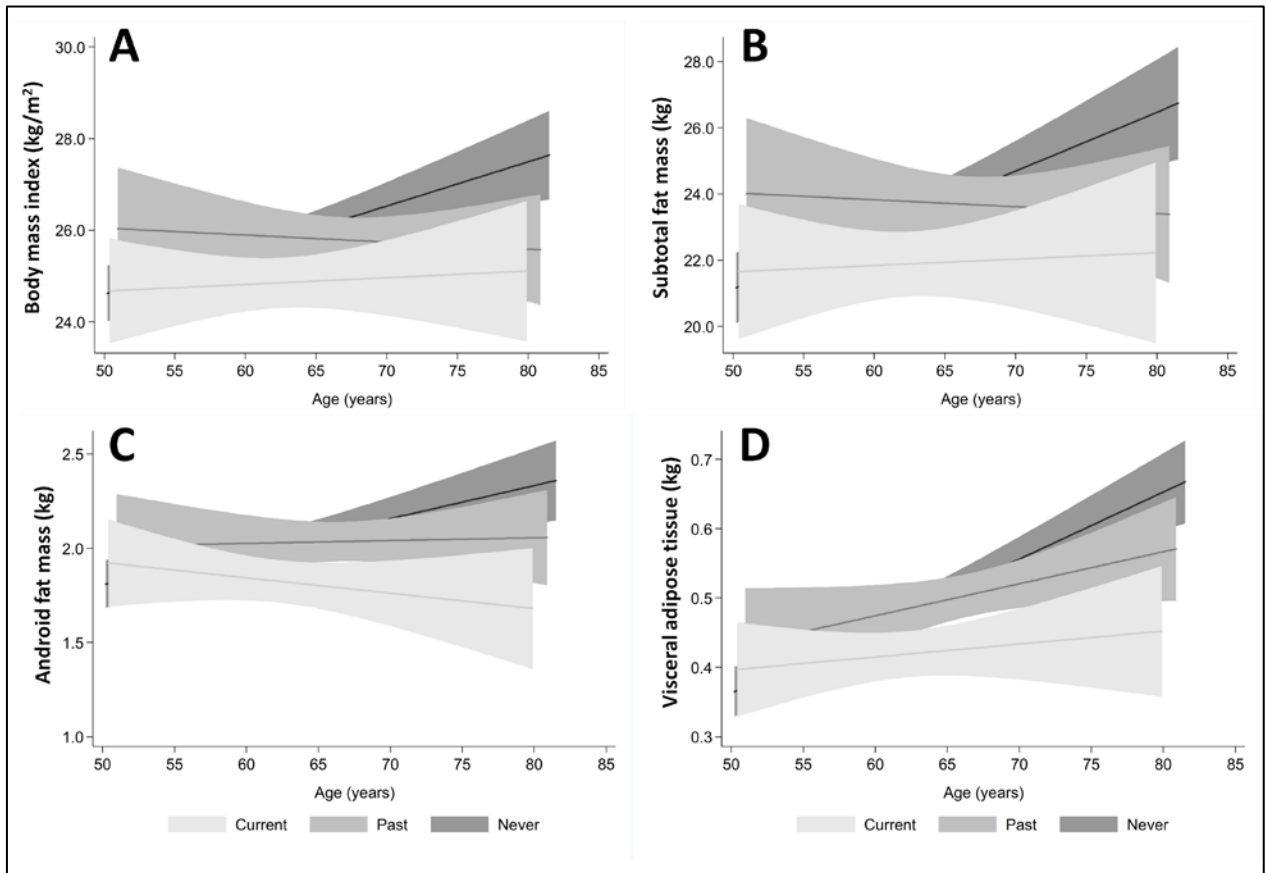 A
Body mass index (kg/m²)
30.0
28.0
26.0
24.0
50 55 60 65 70 75 80 85
Age (years)
B
Subtotal fat mass (kg)
28.0
26.0
24.0
22.0
20.0
50 55 60 65 70 75 80 85
Age (years)
C
Android fat mass (kg)
2.5
2.0
1.5
1.0
50 55 60 65 70 75 80 85
Age (years)
Current Past Never
D
Visceral adipose tissue (kg)
0.7
0.6
0.5
0.4
0.3
50 55 60 65 70 75 80 85
Age (years)
Current Past Never